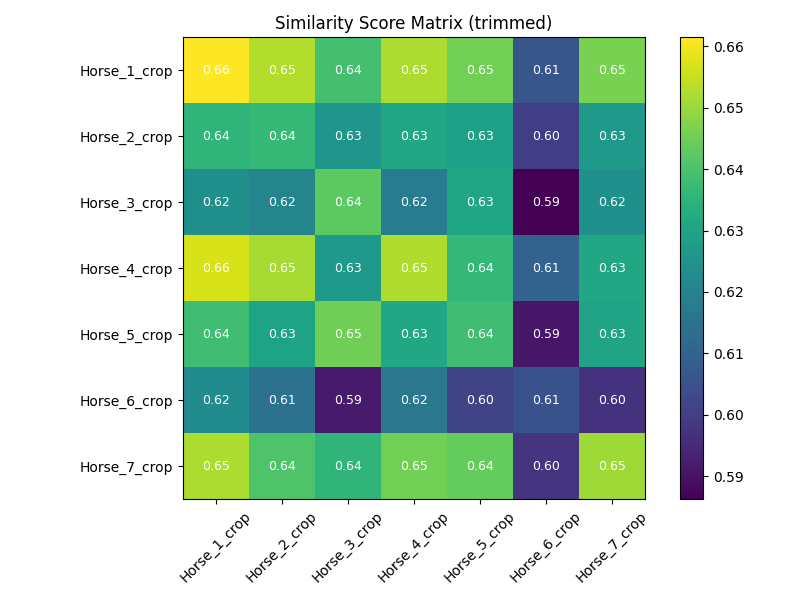 Similarity Score Matrix (trimmed)
Horse_1_crop 0.66 0.65 0.64 0.65 0.65 0.61 0.65
Horse_2_crop 0.64 0.64 0.63 0.63 0.63 0.60 0.63
Horse_3_crop 0.62 0.62 0.64 0.62 0.63 0.59 0.62
Horse_4_crop 0.66 0.65 0.63 0.65 0.64 0.61 0.63
Horse_5_crop 0.64 0.63 0.65 0.63 0.64 0.59 0.63
Horse_6_crop 0.62 0.61 0.59 0.62 0.60 0.61 0.60
Horse_7_crop 0.65 0.64 0.64 0.65 0.64 0.60 0.65
Horse_1_crop Horse_2_crop Horse_3_crop Horse_4_crop Horse_5_crop Horse_6_crop Horse_7_crop
0.66
0.65
0.64
0.63
0.62
0.61
0.60
0.59